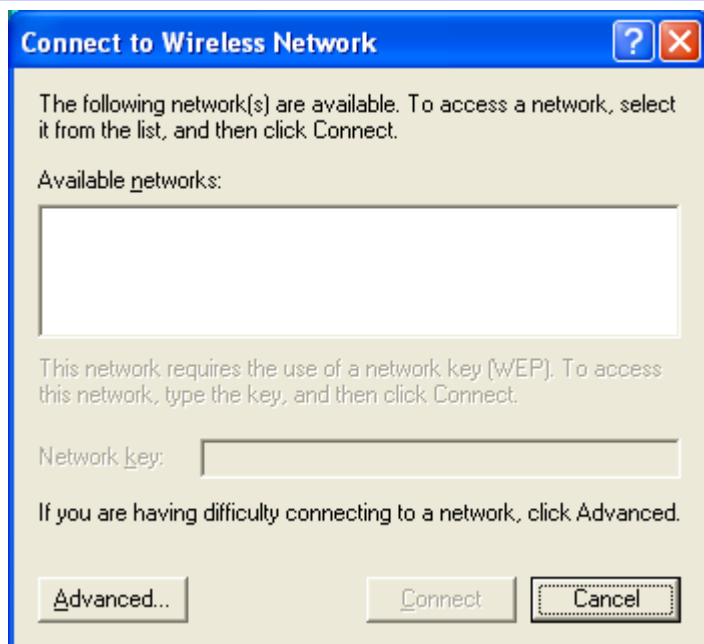 Connect to Wireless Network
The following network(s) are available. To access a network, select
it from the list, and then click Connect.
Available networks:
This network requires the use of a network key (WEP). To access
this network, type the key, and then click Connect.
Network key:
If you are having difficulty connecting to a network, click Advanced.
Advanced... Connect Cancel